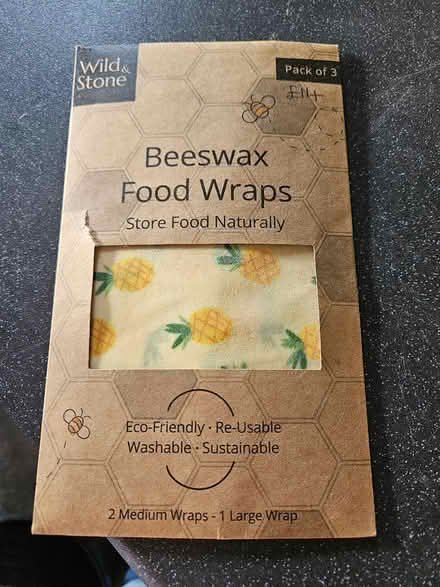 Wild &
Stone
Pack of 3
£11+
Beeswax
Food Wraps
Store Food Naturally
Eco-Friendly · Re-Usable
Washable · Sustainable
2 Medium Wraps - 1 Large Wrap